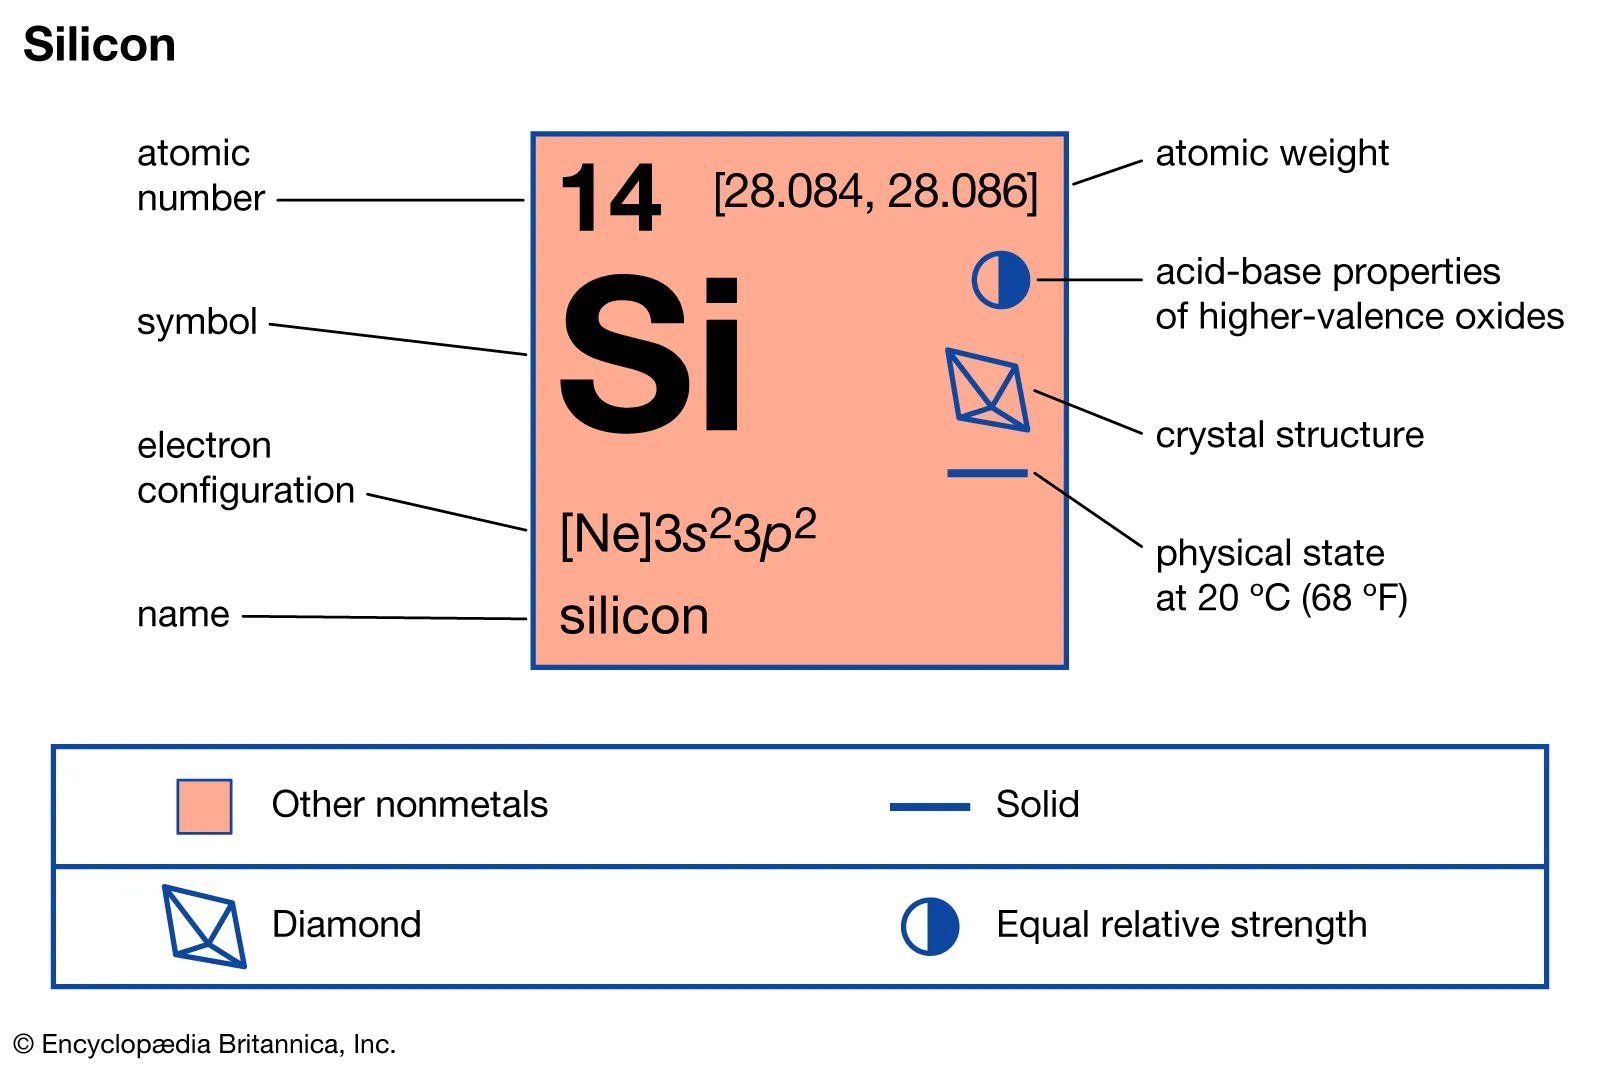 Silicon
atomic
number
symbol
electron
configuration
name
14
[28.084, 28.086]
Si
[Ne]3s²3p²
silicon
atomic weight
acid-base properties
of higher-valence oxides
crystal structure
physical state
at 20 ºC (68 ºF)
Other nonmetals
Solid
Diamond
Equal relative strength
© Encyclopædia Britannica, Inc.